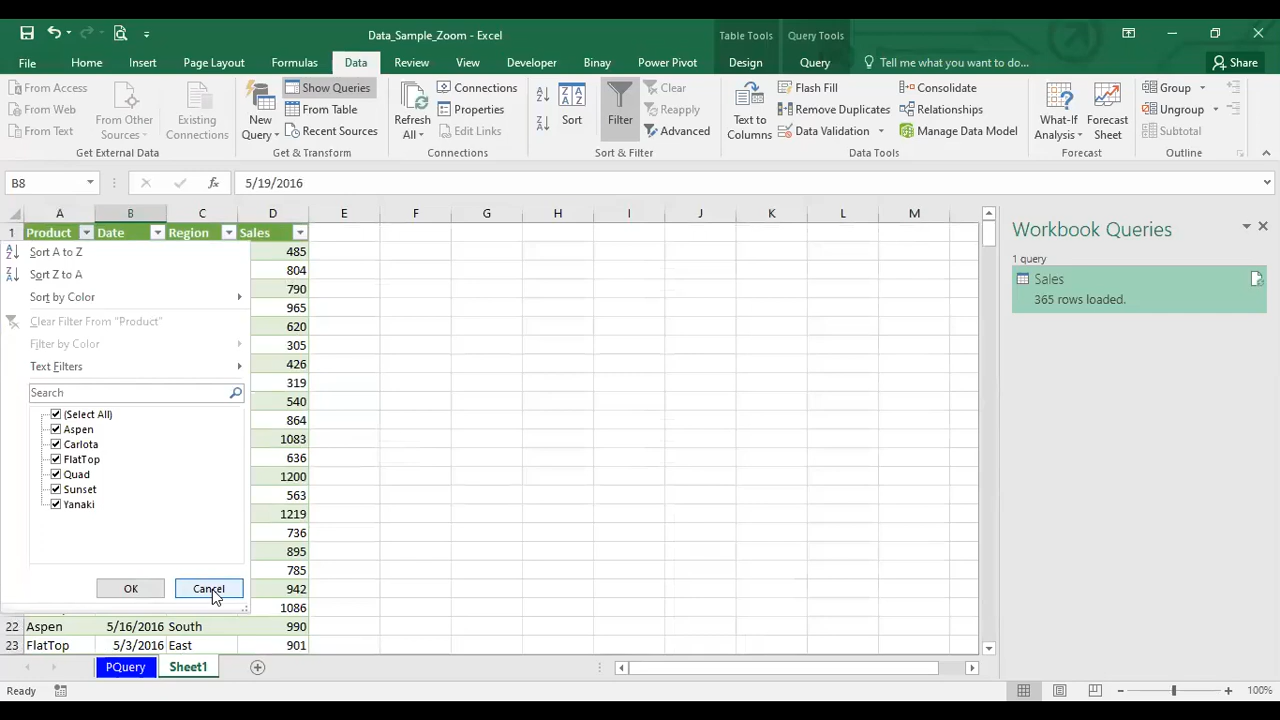 Data_Sample_Zoom - Excel
Table Tools Query Tools
File Home Insert Page Layout Formulas Data Review View Developer Binay Power Pivot Design Query Tell me what you want to do... Share
From Access
From Web
From Text
From Other Sources
Existing Connections
Get External Data
New Query
Show Queries
From Table
Recent Sources
Get & Transform
Refresh All
Connections
Properties
Edit Links
Connections
Sort
Filter
Clear
Reapply
Advanced
Sort & Filter
Text to Columns
Flash Fill
Remove Duplicates
Data Validation
Consolidate
Relationships
Manage Data Model
Data Tools
What-If Analysis
Forecast Sheet
Forecast
Group
Ungroup
Subtotal
Outline
B8 fx 5/19/2016
A B C D E F G H I J K L M
1 Product Date Region Sales
Sort A to Z
Sort Z to A
Sort by Color
Clear Filter From "Product"
Filter by Color
Text Filters
Search
(Select All)
Aspen
Carlota
FlatTop
Quad
Sunset
Yanaki
OK Cancel
485
804
790
965
620
305
426
319
540
864
1083
636
1200
563
1219
736
895
785
942
1086
22 Aspen 5/16/2016 South 990
23 FlatTop 5/3/2016 East 901
Workbook Queries
1 query
Sales
365 rows loaded.
PQuery Sheet1
Ready 100%